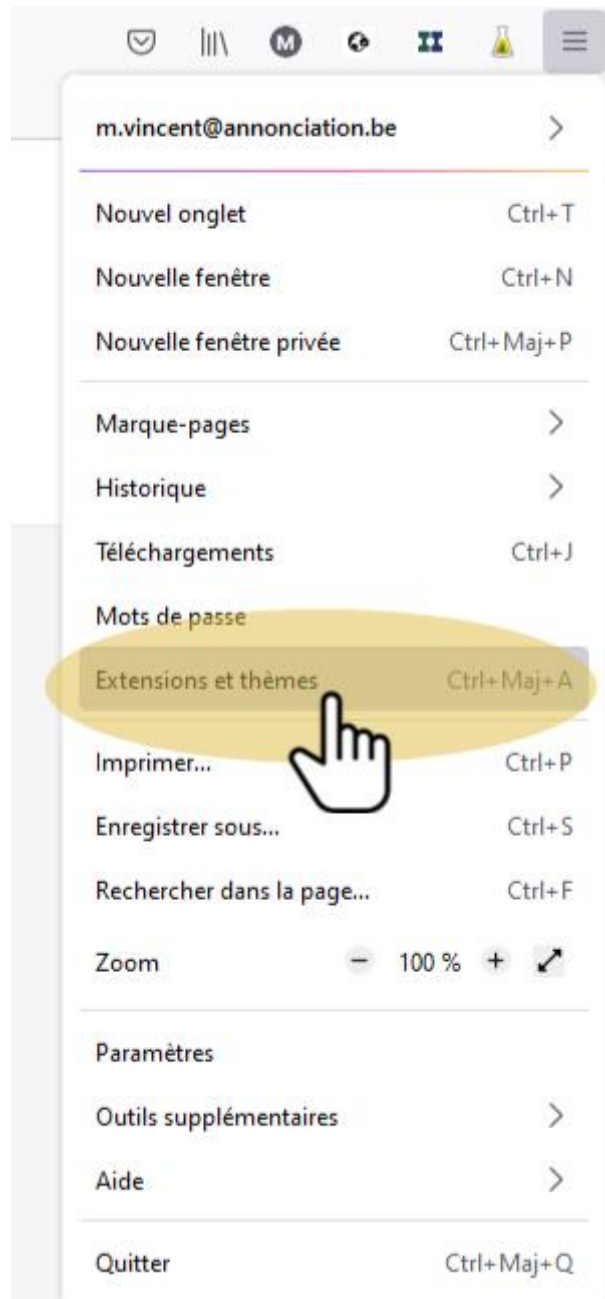 M
m.vincent@annonciation.be
Nouvel onglet Ctrl+T
Nouvelle fenêtre Ctrl+N
Nouvelle fenêtre privée Ctrl+Maj+P
Marque-pages
Historique
Téléchargements Ctrl+J
Mots de passe
Extensions et thèmes Ctrl+Maj+A
Imprimer... Ctrl+P
Enregistrer sous... Ctrl+S
Rechercher dans la page... Ctrl+F
Zoom − 100 % +
Paramètres
Outils supplémentaires
Aide
Quitter Ctrl+Maj+Q